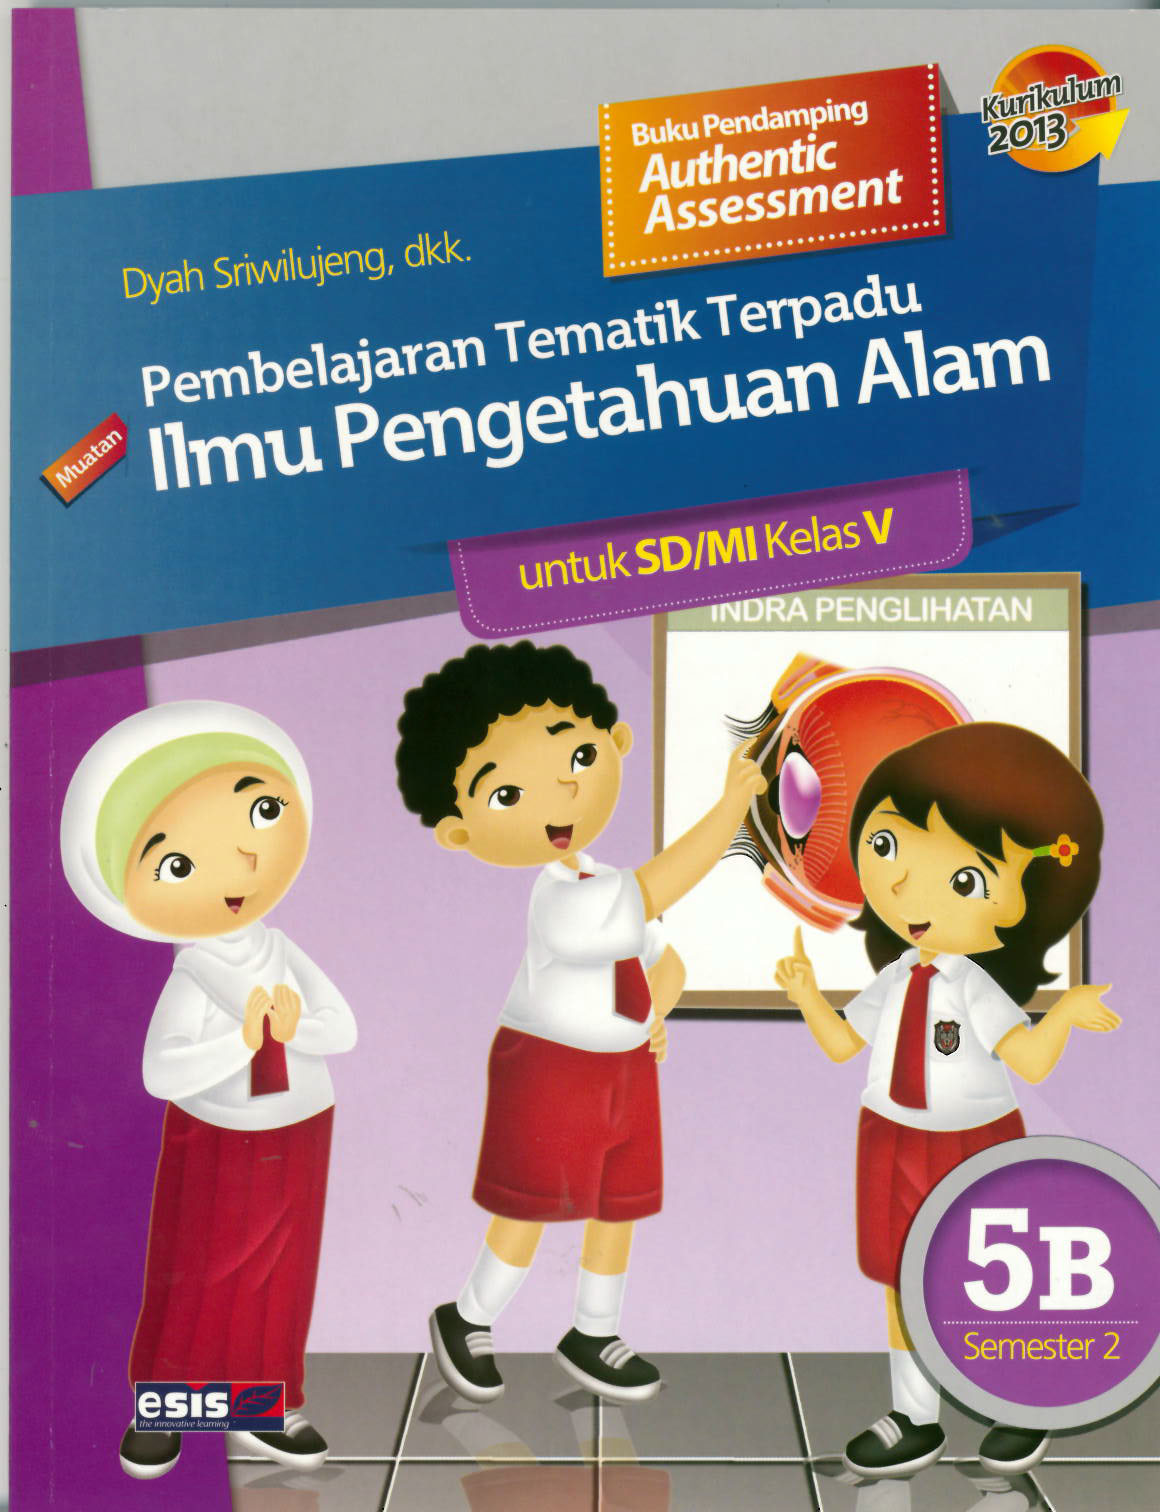 Kurikulum
2013
Buku Pendamping
Authentic
Assessment
Dyah Sriwilujeng, dkk.
Pembelajaran Tematik Terpadu
Muatan
Ilmu Pengetahuan Alam
untuk SD/MI Kelas V
INDRA PENGLIHATAN
5B
Semester 2
esis
the innovative learning